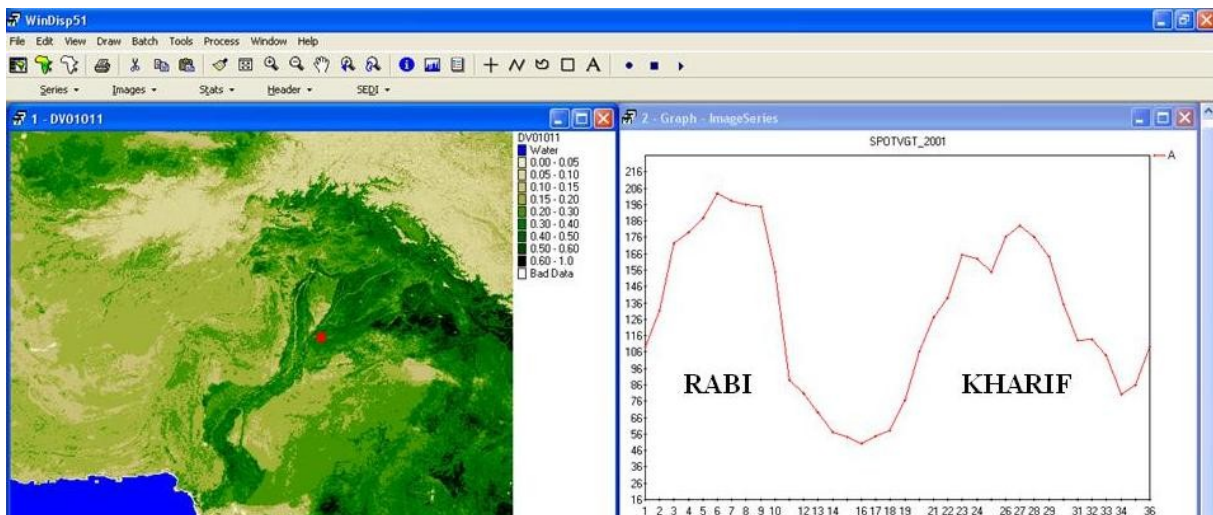 WinDisp51
File Edit View Draw Batch Tools Process Window Help
A
Series Images Stats Header SEDI
1 - DV01011
DV01011
Water
0.00 - 0.05
0.05 - 0.10
0.10 - 0.15
0.15 - 0.20
0.20 - 0.30
0.30 - 0.40
0.40 - 0.50
0.50 - 0.60
0.60 - 1.0
Bad Data
2 - Graph - ImageSeries
SPOTVGT_2001
A
216
206
196
186
176
166
156
146
136
126
116
106
96
86
76
66
56
46
36
26
16
RABI
KHARIF
1 2 3 4 5 6 7 8 9 10 12 13 14 16 17 18 19 21 22 23 24 26 27 28 29 31 32 33 34 36